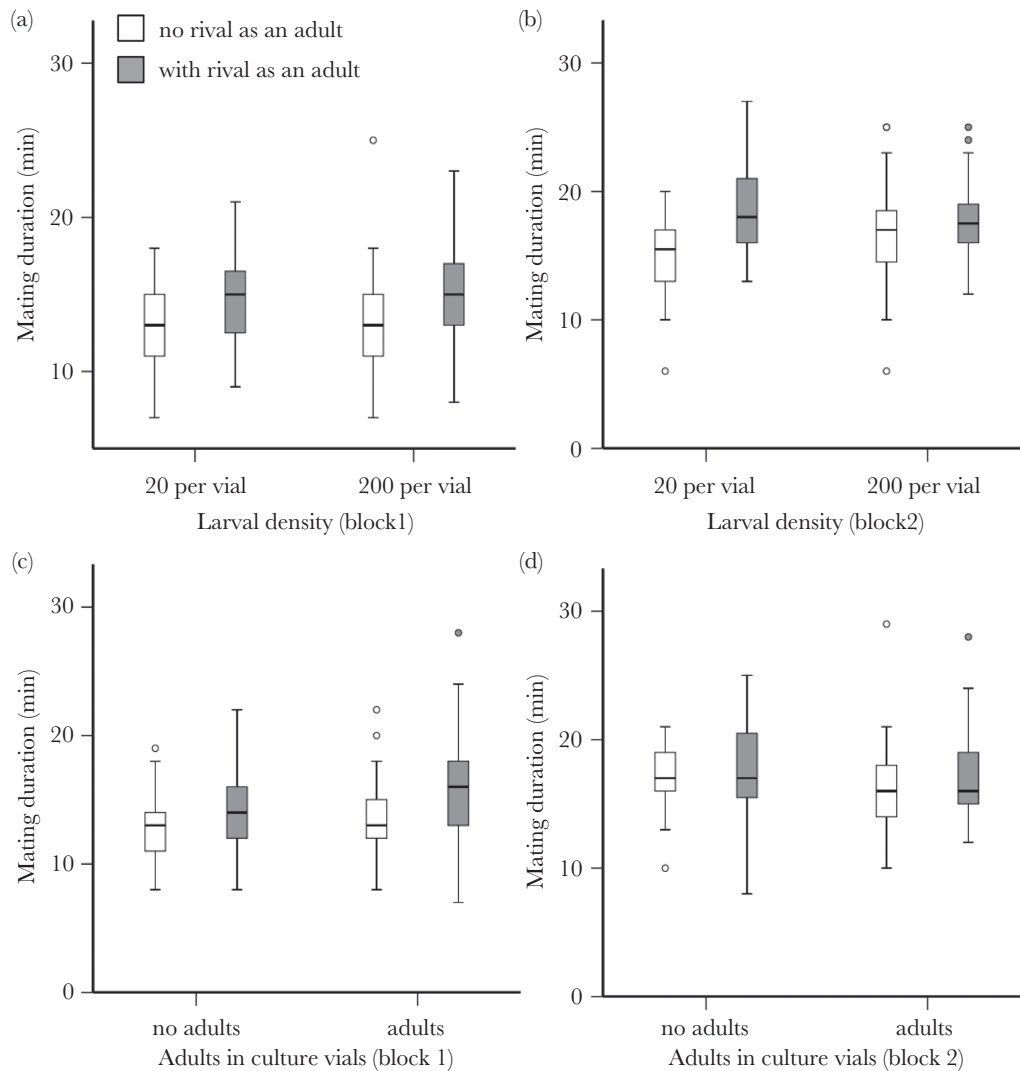 (a)
no rival as an adult
with rival as an adult
30
20
10
Mating duration (min)
20 per vial 200 per vial
Larval density (block1)
(b)
30
20
10
0
Mating duration (min)
20 per vial 200 per vial
Larval density (block2)
(c)
30
20
10
0
Mating duration (min)
no adults adults
Adults in culture vials (block 1)
(d)
30
20
10
0
Mating duration (min)
no adults adults
Adults in culture vials (block 2)